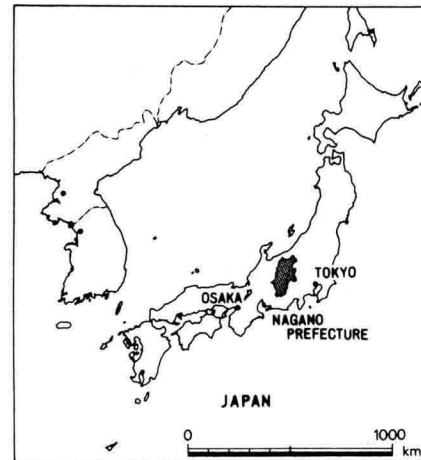 TOKYO
OSAKA
NAGANO
PREFECTURE
JAPAN
0 1000
km